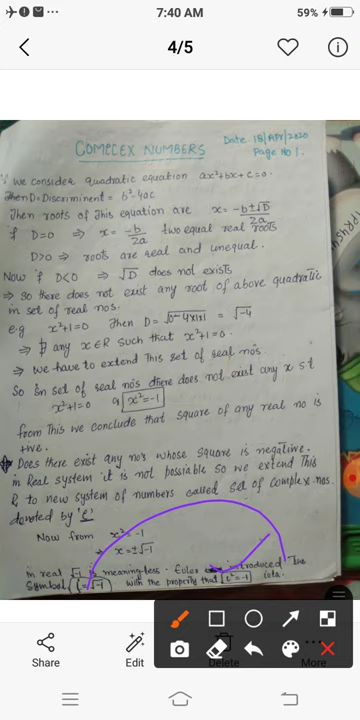 7:40 AM
59%
4/5
COMPLEX NUMBERS
Date 18/APR/2020
Page No 1.
we consider quadratic equation ax²+bx+c=0.
Then D=Discriminent = b²-4ac
Then roots of this equation are x = -b±√D/2a
if D=0 ⇒ x = -b/2a two equal real roots
D>0 ⇒ roots are real and unequal.
Now if D<0 ⇒ √D does not exists
⇒ so there does not exist any root of above quadratic
in set of real nos.
e.g x²+1=0 Then D = √0-4x1x1 = √-4
⇒ ∄ any x∈R such that x²+1=0.
⇒ we have to extend this set of real nos.
So In set of real nos there does not exist any x s.t
x²+1=0 or x²=-1
from This we conclude that square of any real no is
+ve.
Does there exist any nos whose square is negative.
in Real system it is not possiable so we extend This
R to new system of numbers called set of complex nos.
denoted by 'C'
Now from x²=-1
x=±√-1
in real √-1 is meaning-less. Euler introduced The
Symbol (i=√-1) with the property that i²=-1 iota.
Share
Edit
Delete
More